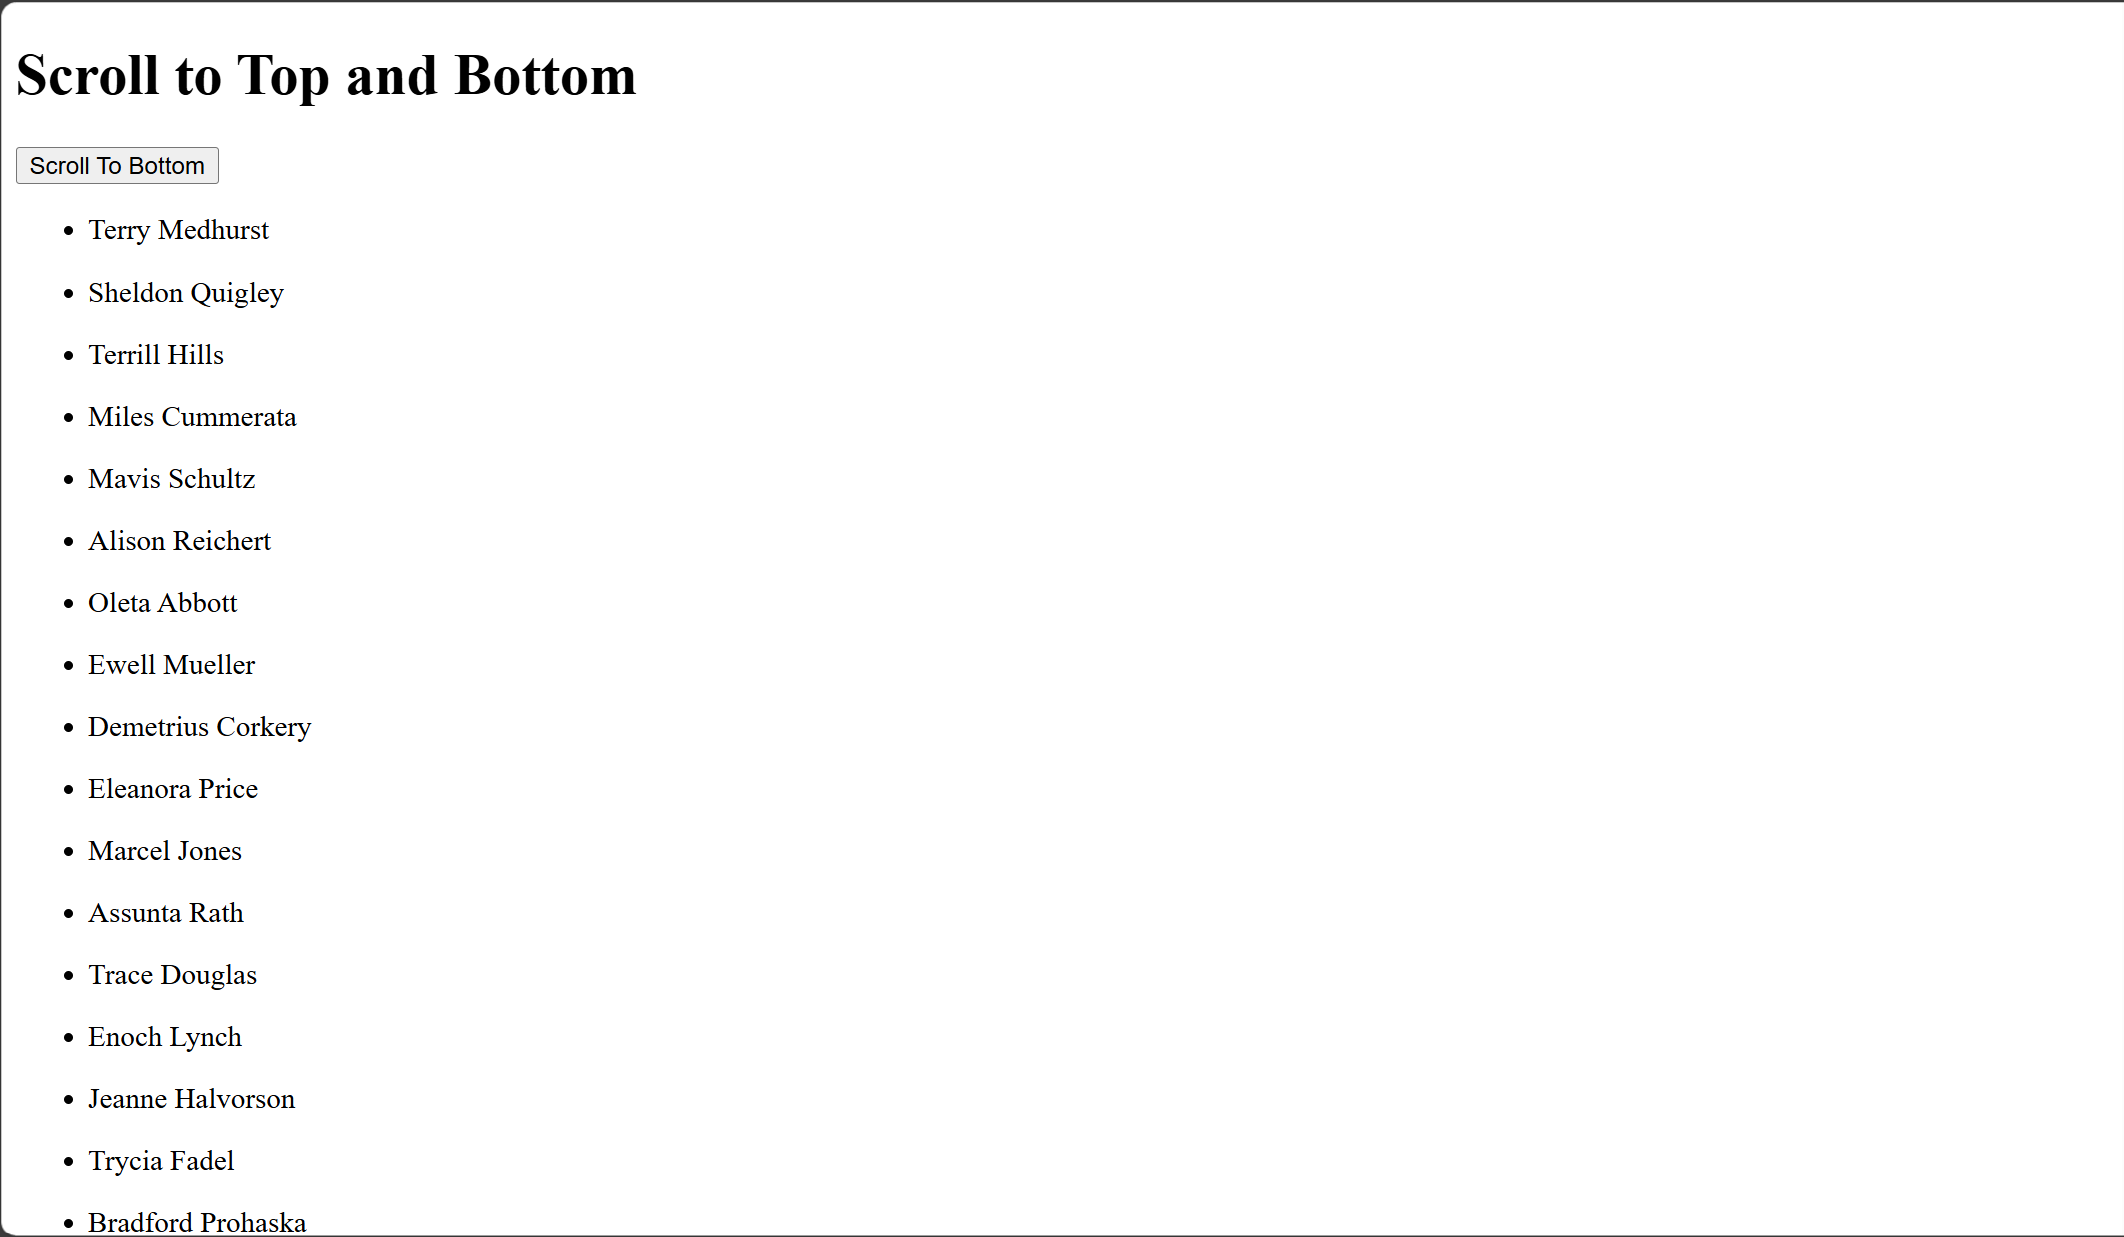 Scroll to Top and Bottom
Scroll To Bottom
Terry Medhurst
Sheldon Quigley
Terrill Hills
Miles Cummerata
Mavis Schultz
Alison Reichert
Oleta Abbott
Ewell Mueller
Demetrius Corkery
Eleanora Price
Marcel Jones
Assunta Rath
Trace Douglas
Enoch Lynch
Jeanne Halvorson
Trycia Fadel
Bradford Prohaska